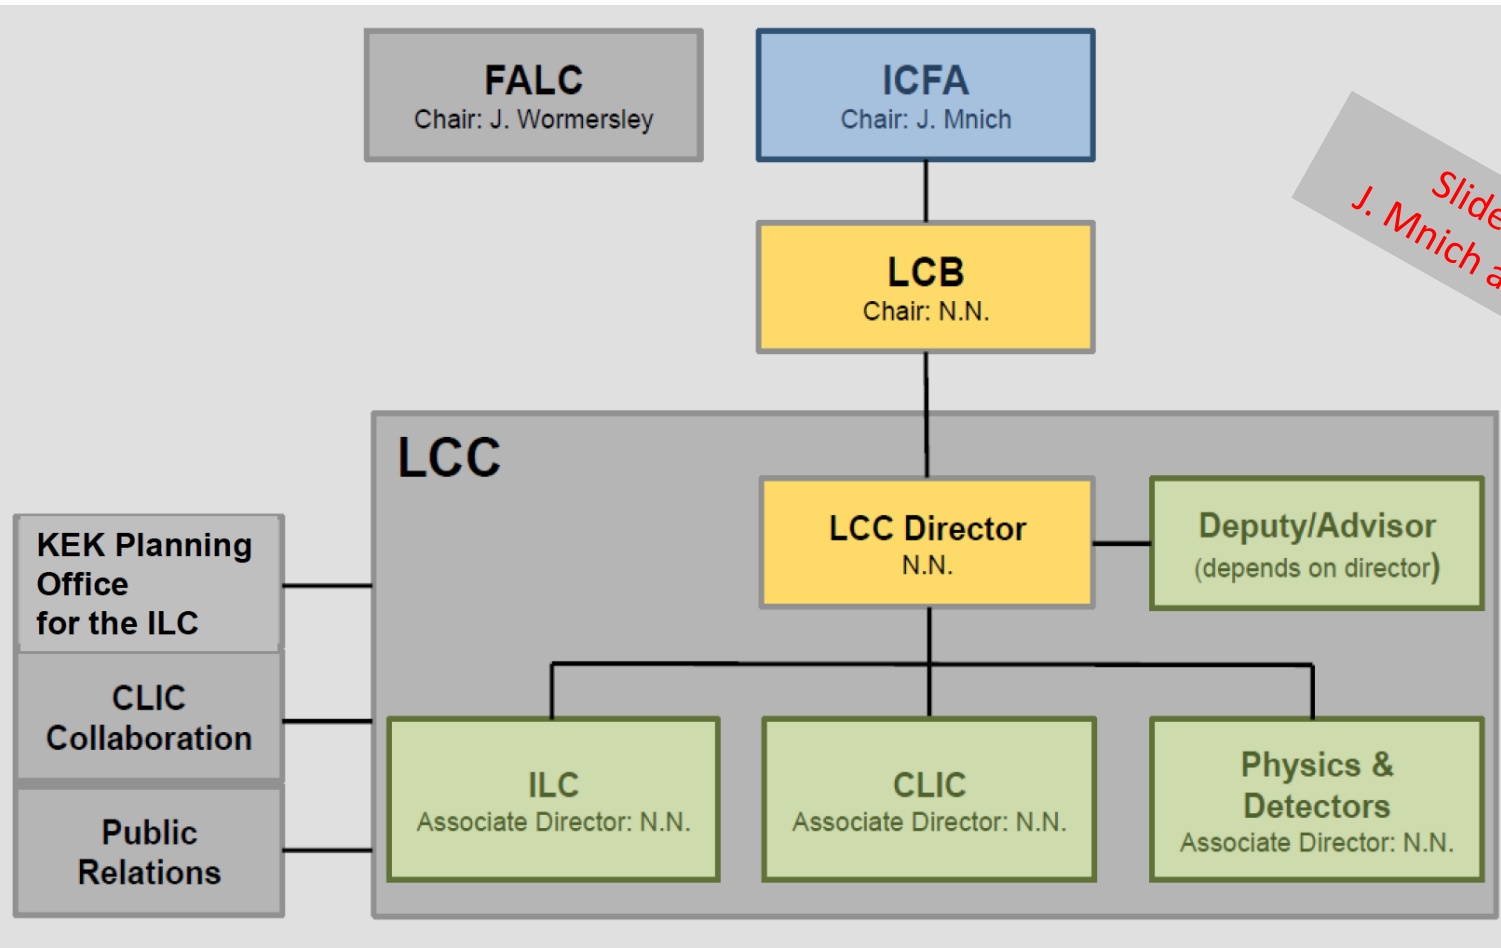 FALC
Chair: J. Wormersley
ICFA
Chair: J. Mnich
Slide
J. Mnich a
LCB
Chair: N.N.
LCC
LCC Director
N.N.
Deputy/Advisor
(depends on director)
KEK Planning
Office
for the ILC
CLIC
Collaboration
Public
Relations
ILC
Associate Director: N.N.
CLIC
Associate Director: N.N.
Physics &
Detectors
Associate Director: N.N.